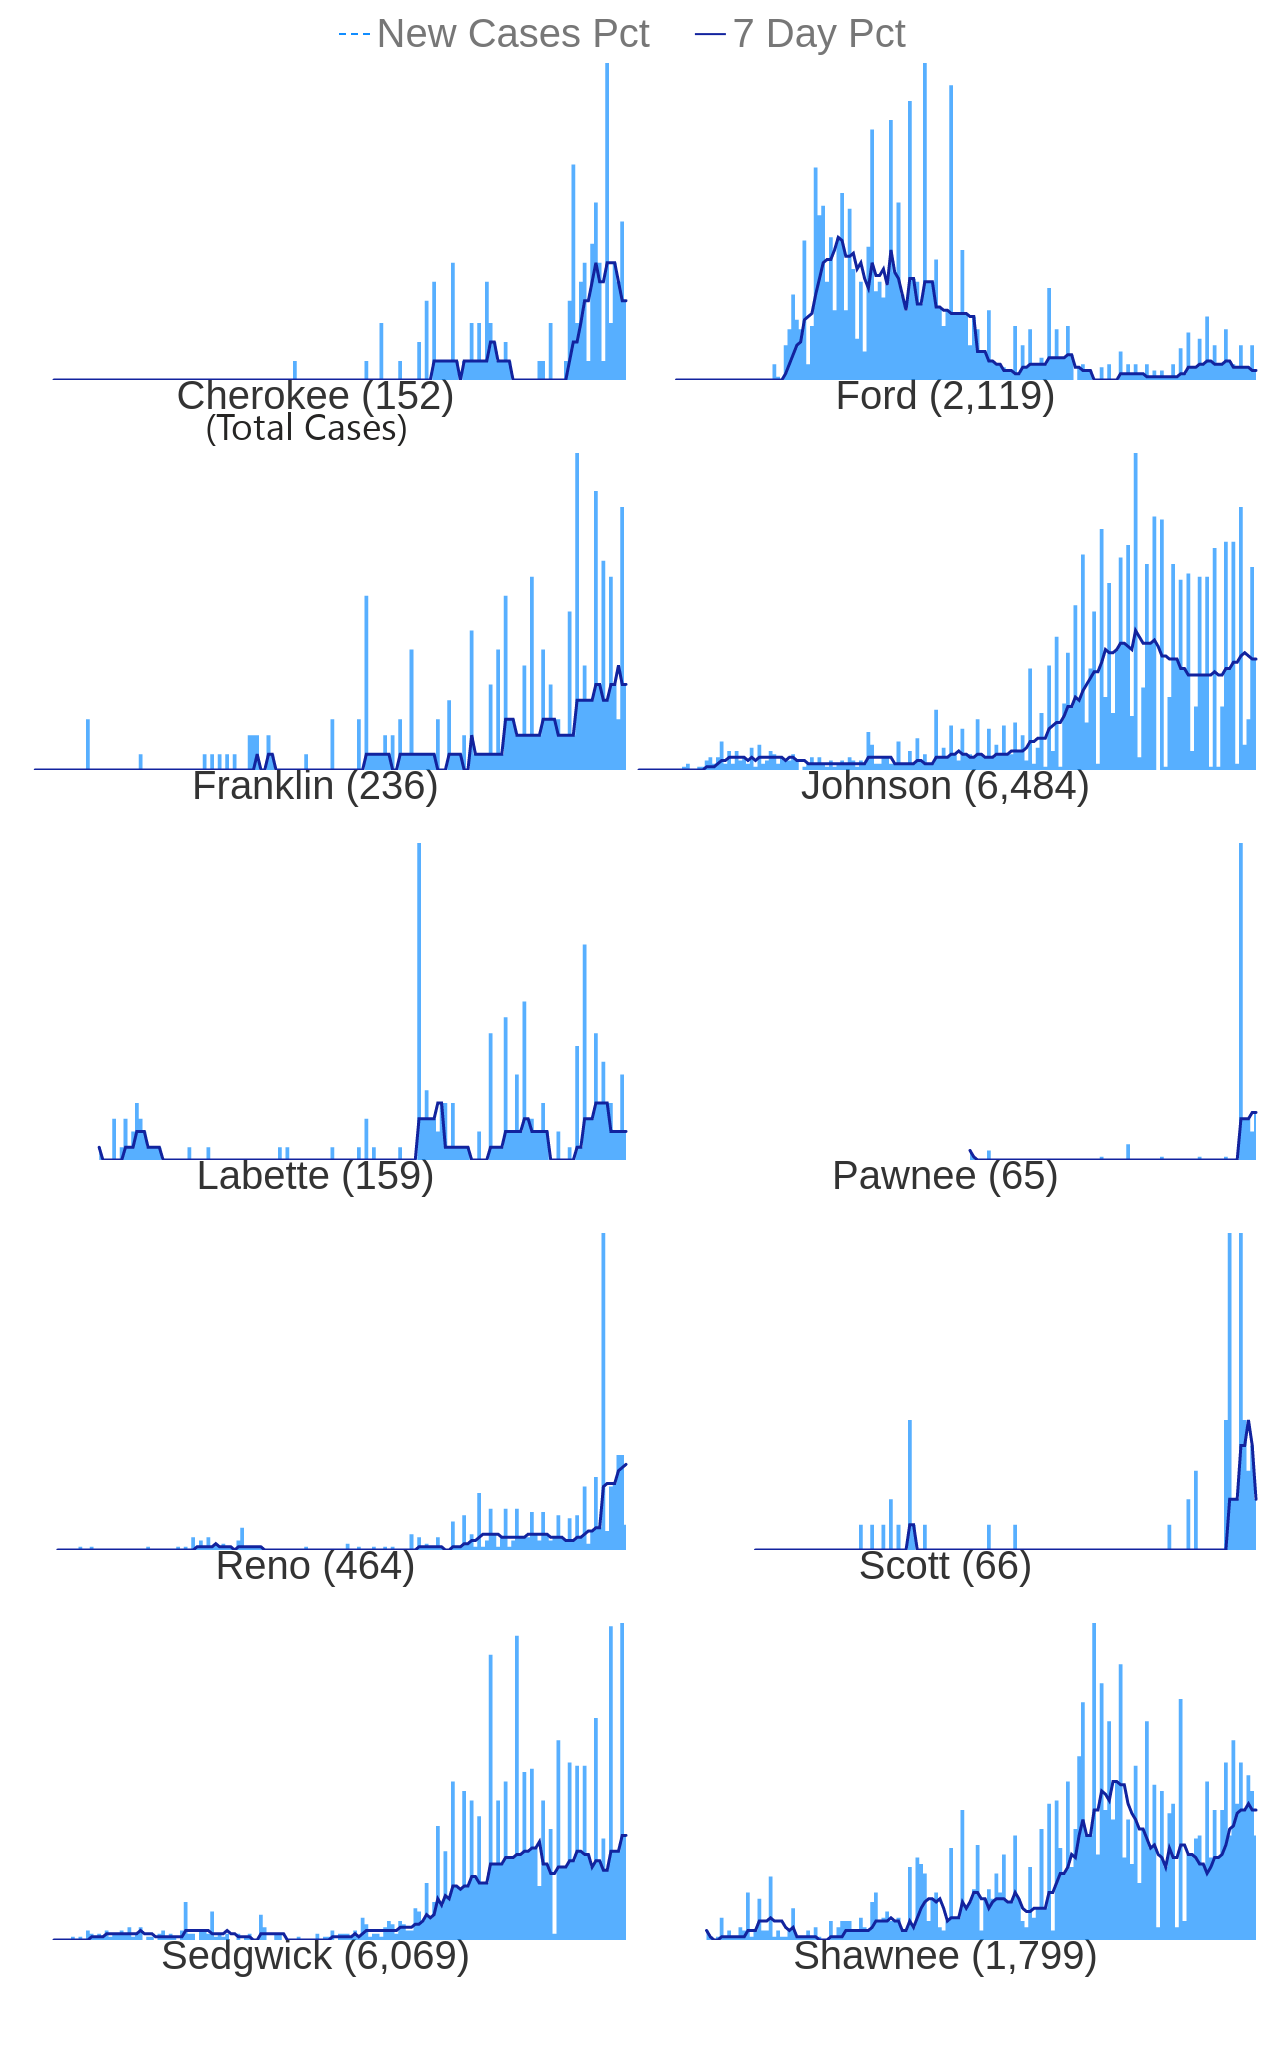 New Cases Pct 7 Day Pct
Cherokee (152)
(Total Cases)
Ford (2,119)
Franklin (236)
Johnson (6,484)
Labette (159)
Pawnee (65)
Reno (464)
Scott (66)
Sedgwick (6,069)
Shawnee (1,799)